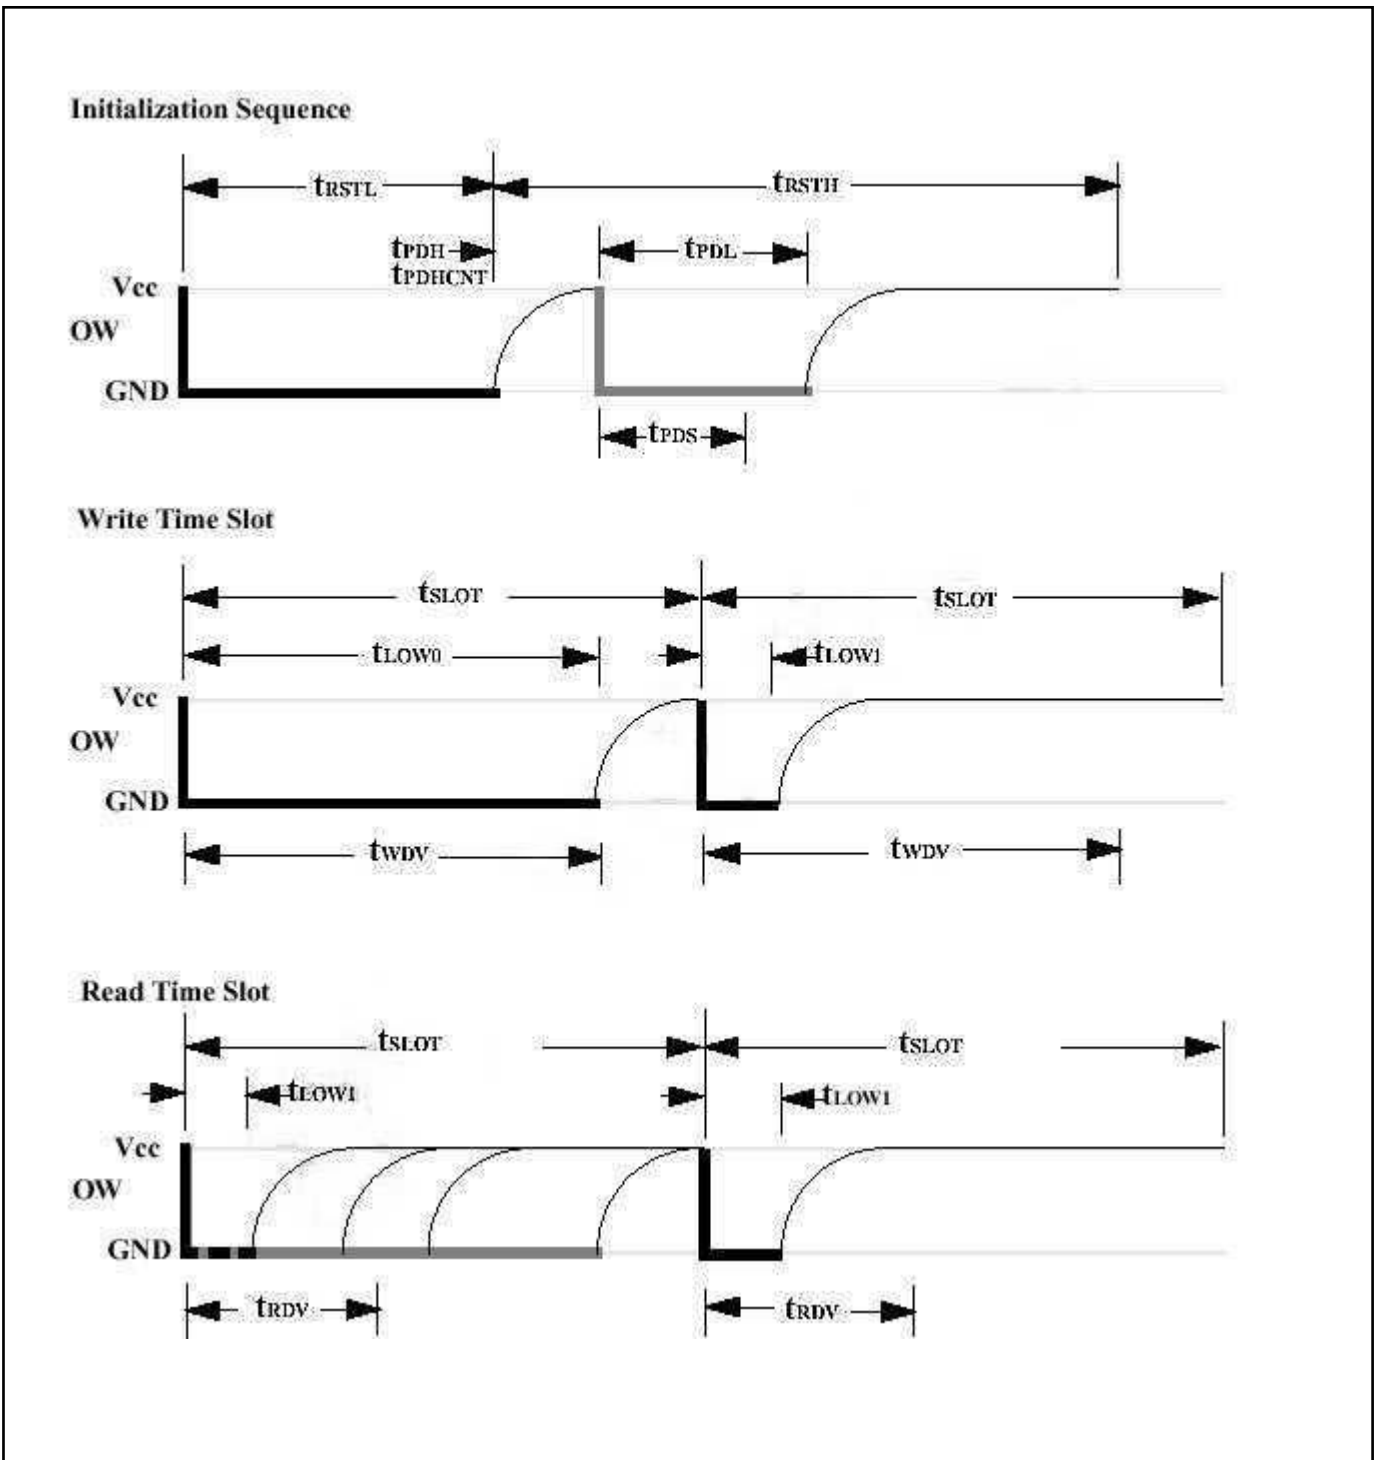 Initialization Sequence
tRSTL tRSTH
tPDH tPDL
tPDHCNT
Vcc
OW
GND
tPDS
Write Time Slot
tSLOT tSLOT
tLOW0 tLOW1
Vcc
OW
GND
tWDV tWDV
Read Time Slot
tSLOT tSLOT
tLOW1 tLOW1
Vcc
OW
GND
tRDV tRDV